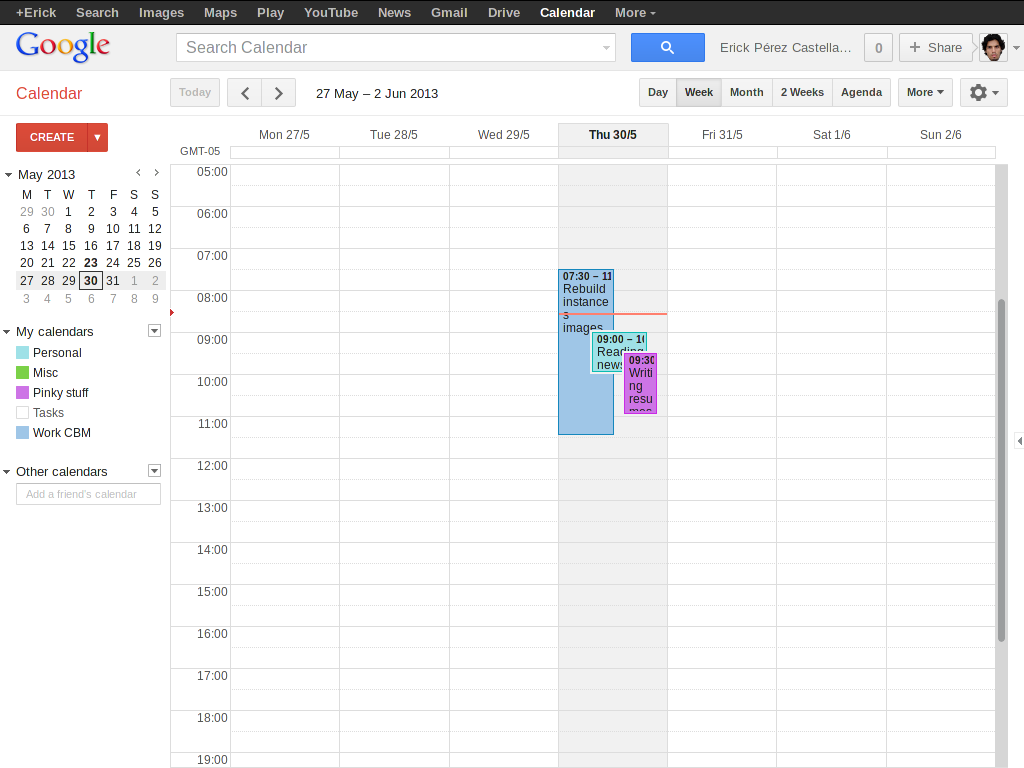 +Erick Search Images Maps Play YouTube News Gmail Drive Calendar More
Google
Search Calendar
Erick Pérez Castella...
0
+ Share
Calendar
Today
27 May – 2 Jun 2013
Day Week Month 2 Weeks Agenda
More
CREATE
May 2013
M T W T F S S
29 30 1 2 3 4 5
6 7 8 9 10 11 12
13 14 15 16 17 18 19
20 21 22 23 24 25 26
27 28 29 30 31 1 2
3 4 5 6 7 8 9
My calendars
Personal
Misc
Pinky stuff
Tasks
Work CBM
Other calendars
Add a friend's calendar
Mon 27/5 Tue 28/5 Wed 29/5 Thu 30/5 Fri 31/5 Sat 1/6 Sun 2/6
GMT-05
05:00
06:00
07:00
08:00
09:00
10:00
11:00
12:00
13:00
14:00
15:00
16:00
17:00
18:00
19:00
07:30 – 11
Rebuild
instance
s
images
09:00 – 1
Reading
news
09:30
Writi
ng
resu
mes